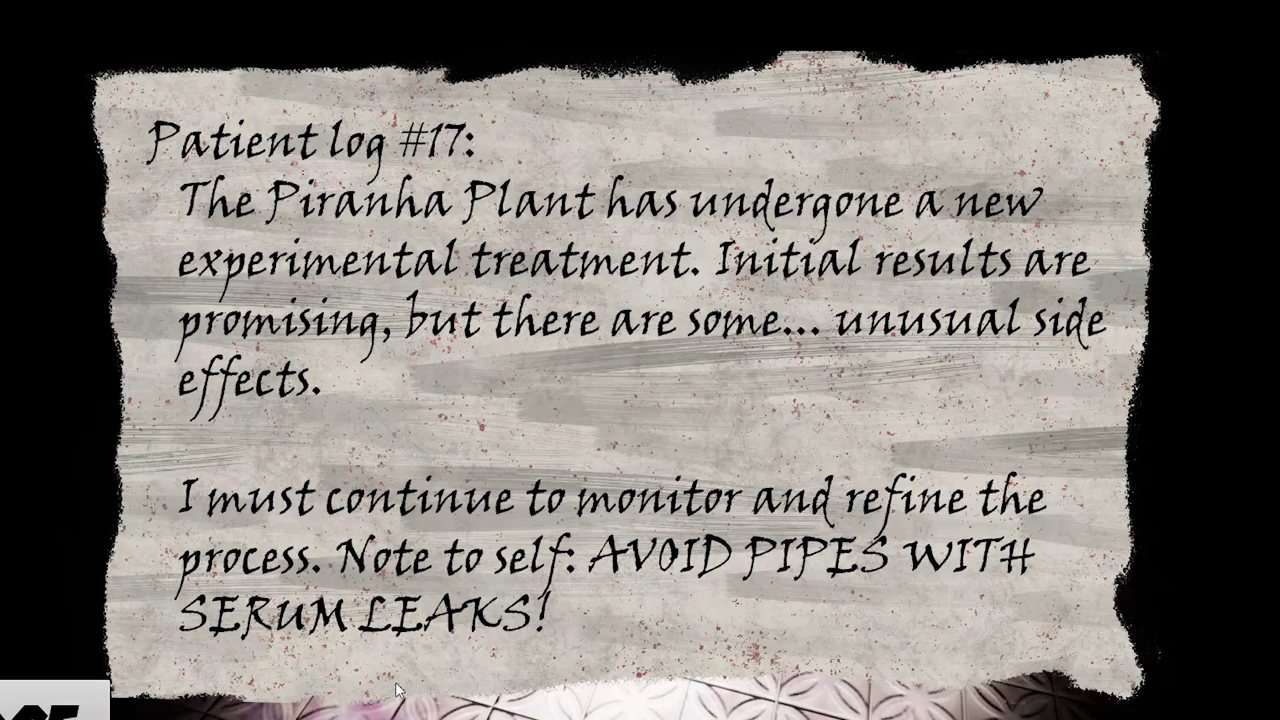 Patient log #17:
The Piranha Plant has undergone a new
experimental treatment. Initial results are
promising, but there are some... unusual side
effects.
I must continue to monitor and refine the
process. Note to self: AVOID PIPES WITH
SERUM LEAKS!